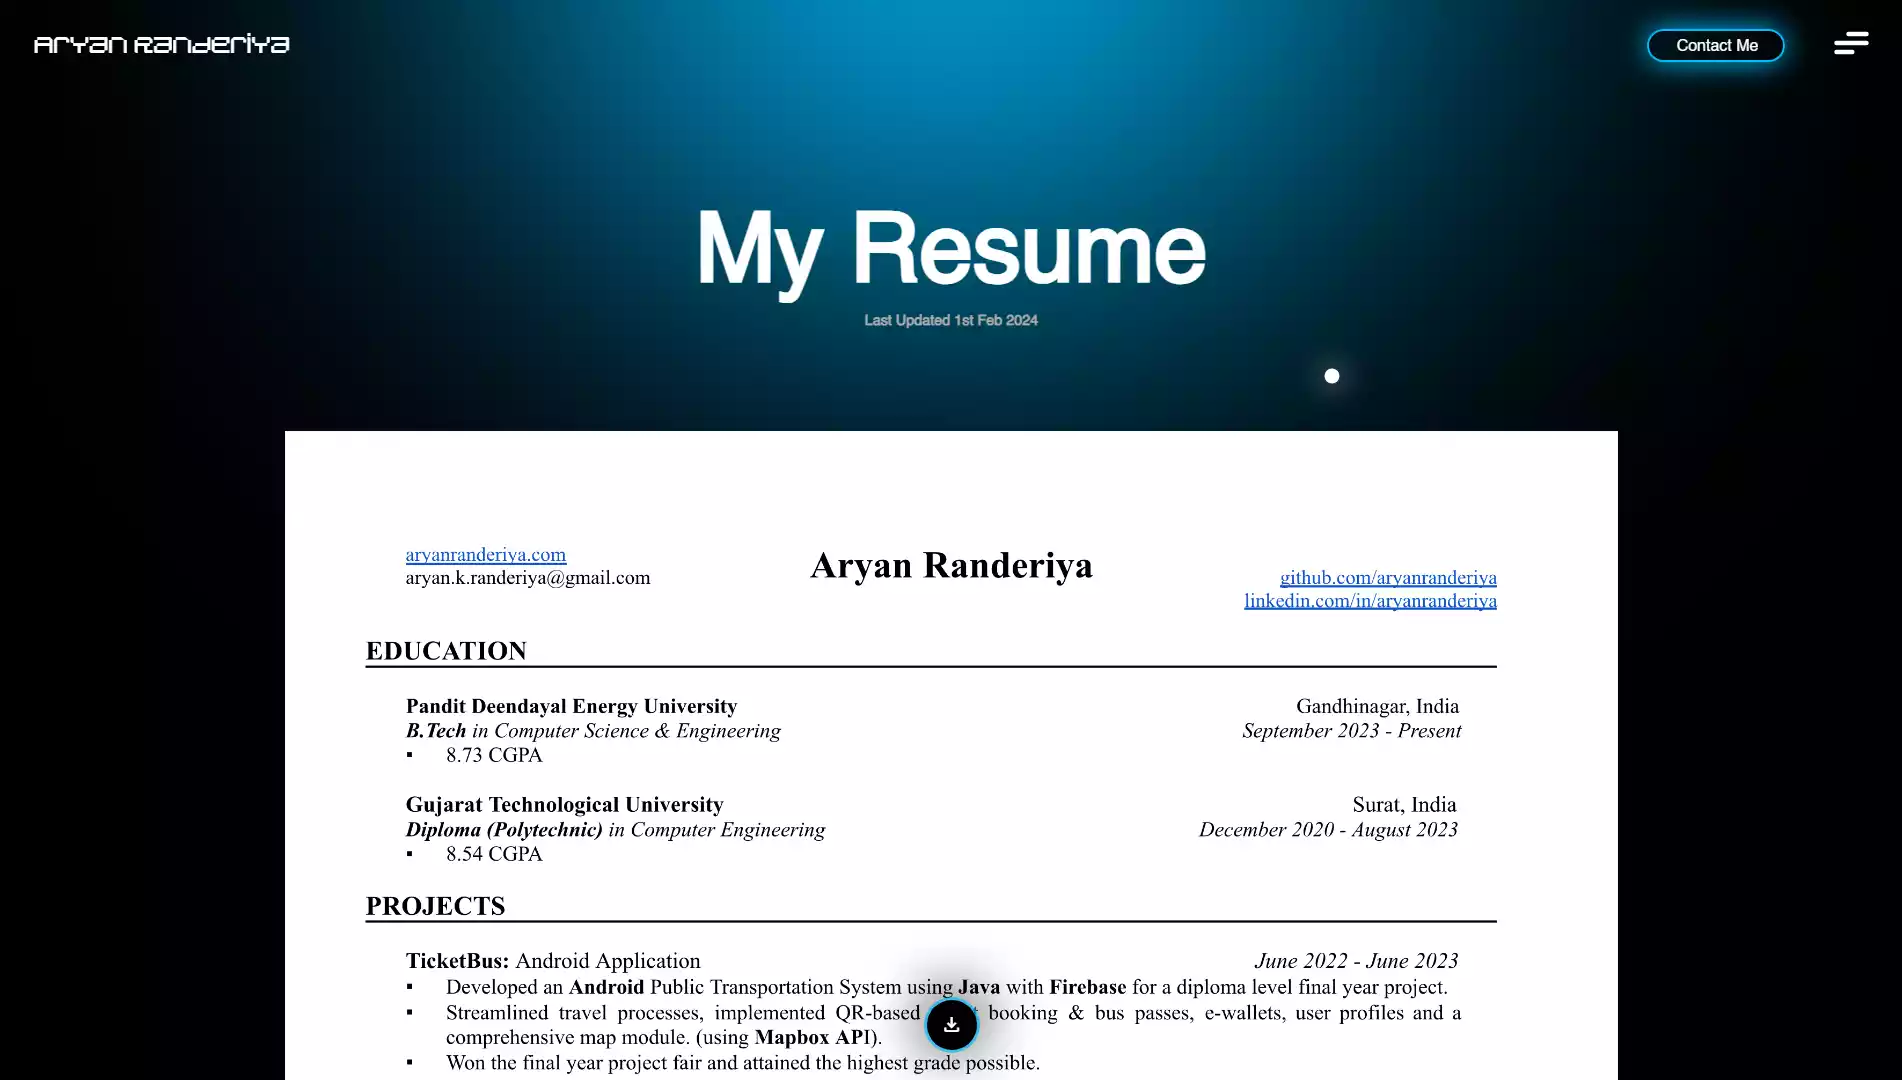 Aryan Randeriya
Contact Me
My Resume
Last Updated 1st Feb 2024
aryanranderiya.com
aryan.k.randeriya@gmail.com
Aryan Randeriya
github.com/aryanranderiya
linkedin.com/in/aryanranderiya
EDUCATION
Pandit Deendayal Energy University Gandhinagar, India
B.Tech in Computer Science & Engineering September 2023 - Present
▪ 8.73 CGPA
Gujarat Technological University Surat, India
Diploma (Polytechnic) in Computer Engineering December 2020 - August 2023
▪ 8.54 CGPA
PROJECTS
TicketBus: Android Application June 2022 - June 2023
▪ Developed an Android Public Transportation System using Java with Firebase for a diploma level final year project.
▪ Streamlined travel processes, implemented QR-based booking & bus passes, e-wallets, user profiles and a
comprehensive map module. (using Mapbox API).
▪ Won the final year project fair and attained the highest grade possible.